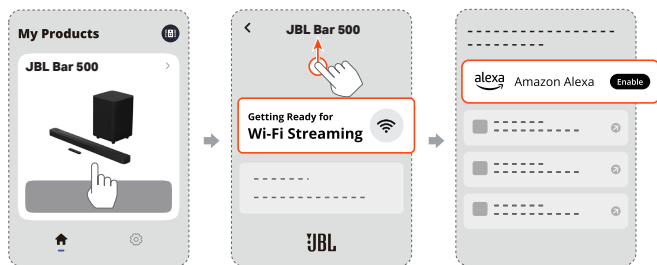 My Products
JBL Bar 500
JBL Bar 500
Getting Ready for
Wi-Fi Streaming
JBL
alexa
Amazon Alexa
Enable